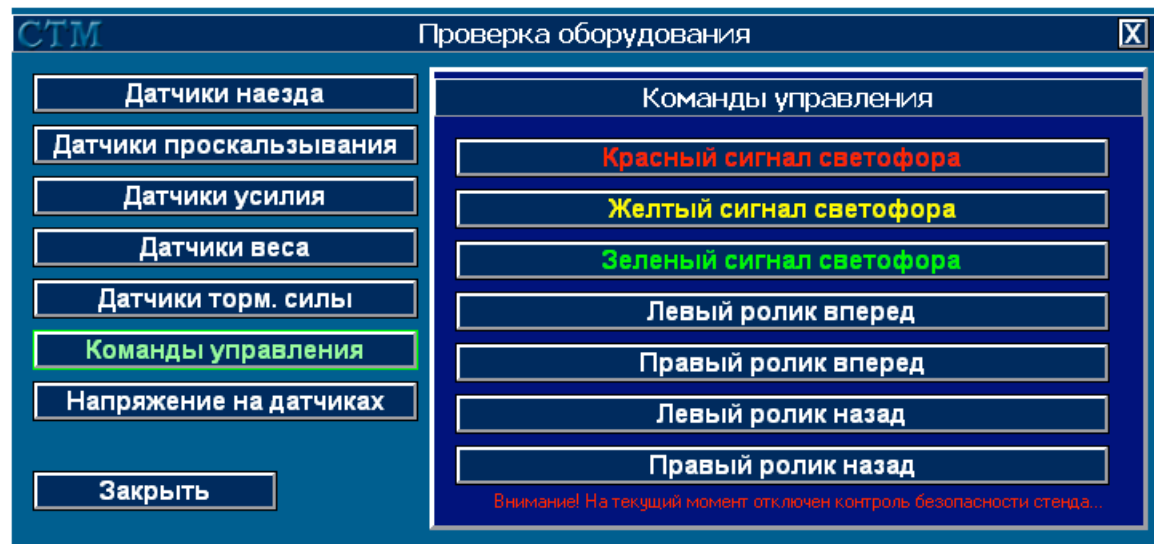 СТМ
Проверка оборудования
X
Датчики наезда
Датчики проскальзывания
Датчики усилия
Датчики веса
Датчики торм. силы
Команды управления
Напряжение на датчиках
Закрыть
Команды управления
Красный сигнал светофора
Желтый сигнал светофора
Зеленый сигнал светофора
Левый ролик вперед
Правый ролик вперед
Левый ролик назад
Правый ролик назад
Внимание! На текущий момент отключен контроль безопасности стенда...